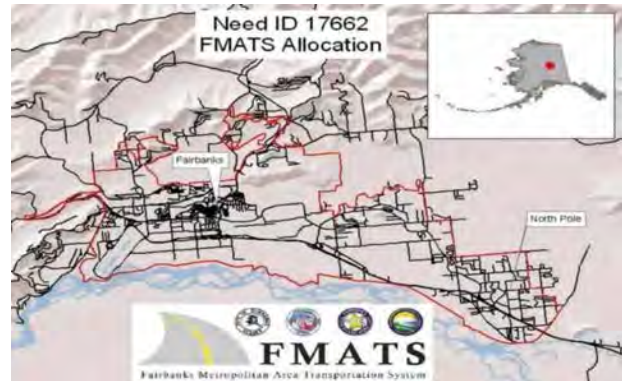 Need ID 17662
FMATS Allocation
Fairbanks
North Pole
FMATS
Fairbanks Metropolitan Area Transportation System